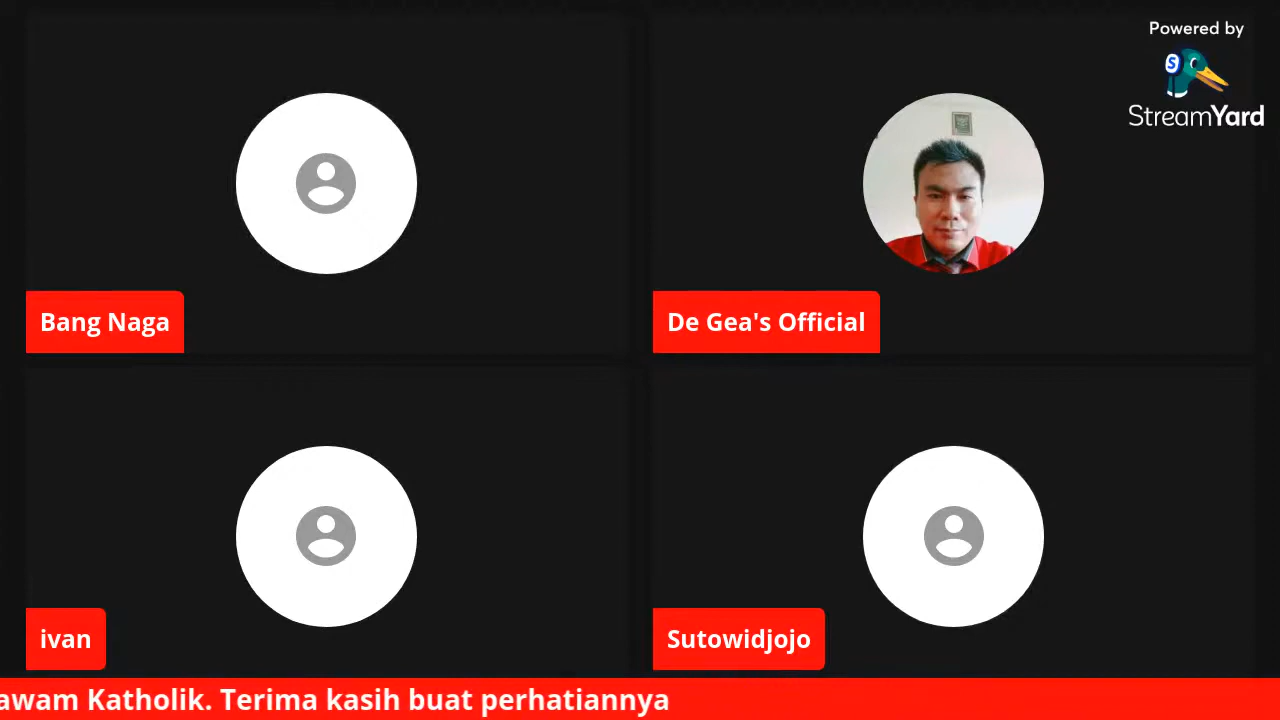 Powered by
S
StreamYard
Bang Naga
De Gea's Official
ivan
Sutowidjojo
awam Katholik. Terima kasih buat perhatiannya